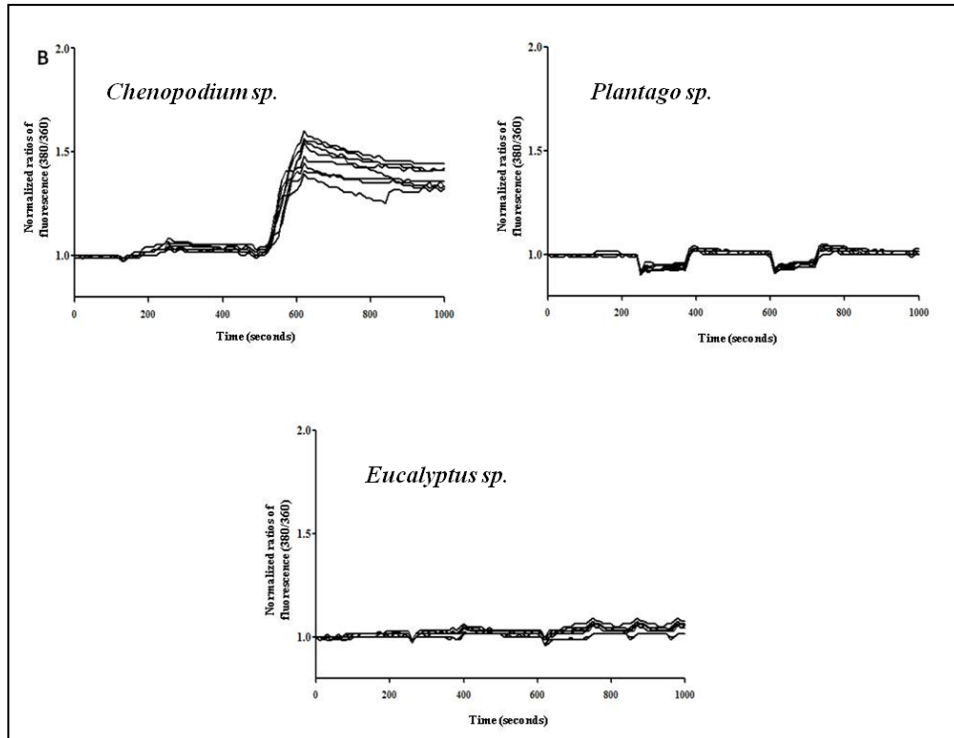 B
Chenopodium sp.
Normalized ratios of
fluorescence (380/360)
2.0
1.5
1.0
0
200
400
600
800
1000
Time (seconds)
Plantago sp.
Normalized ratios of
fluorescence (380/360)
2.0
1.5
1.0
0
200
400
600
800
1000
Time (seconds)
Eucalyptus sp.
Normalized ratios of
fluorescence (380/360)
2.0
1.5
1.0
0
200
400
600
800
1000
Time (seconds)